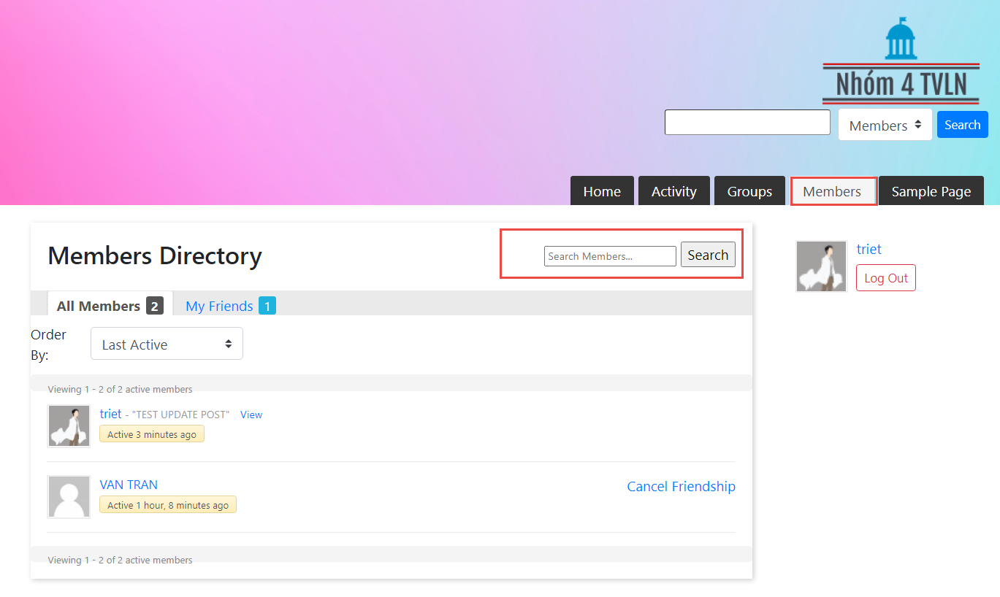 Nhóm 4 TVLN
Members Search
Home Activity Groups Members Sample Page
Members Directory
Search Members... Search
triet
Log Out
All Members 2 My Friends 1
Order
By:
Last Active
Viewing 1 - 2 of 2 active members
triet - "TEST UPDATE POST" View
Active 3 minutes ago
VAN TRAN
Cancel Friendship
Active 1 hour, 8 minutes ago
Viewing 1 - 2 of 2 active members